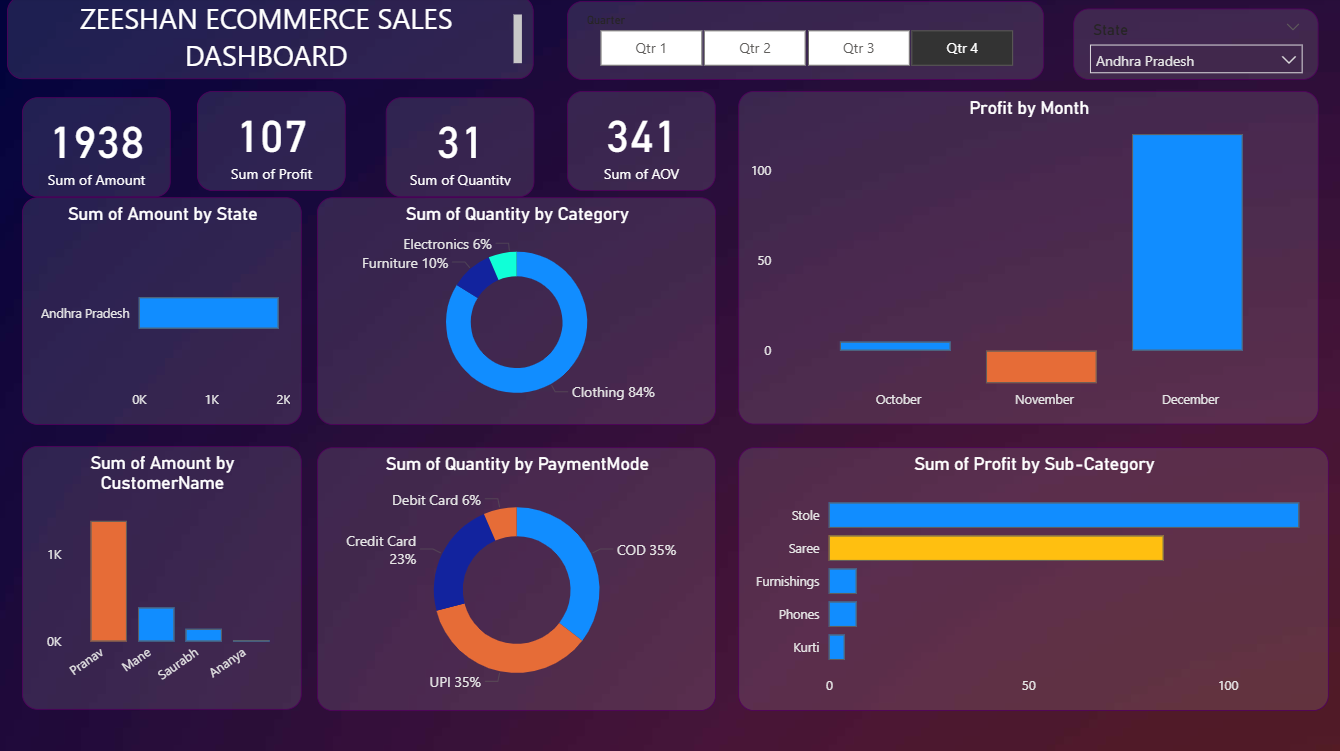 ZEESHAN ECOMMERCE SALES
DASHBOARD
Quarter
Qtr 1
Qtr 2
Qtr 3
Qtr 4
State
Andhra Pradesh
1938
Sum of Amount
107
Sum of Profit
31
Sum of Quantity
341
Sum of AOV
Profit by Month
100
50
0
October
November
December
Sum of Amount by State
Andhra Pradesh
0K
1K
2K
Sum of Quantity by Category
Electronics 6%
Furniture 10%
Clothing 84%
Sum of Amount by
CustomerName
1K
0K
Pranav
Mane
Saurabh
Ananya
Sum of Quantity by PaymentMode
Debit Card 6%
Credit Card
23%
COD 35%
UPI 35%
Sum of Profit by Sub-Category
Stole
Saree
Furnishings
Phones
Kurti
0
50
100